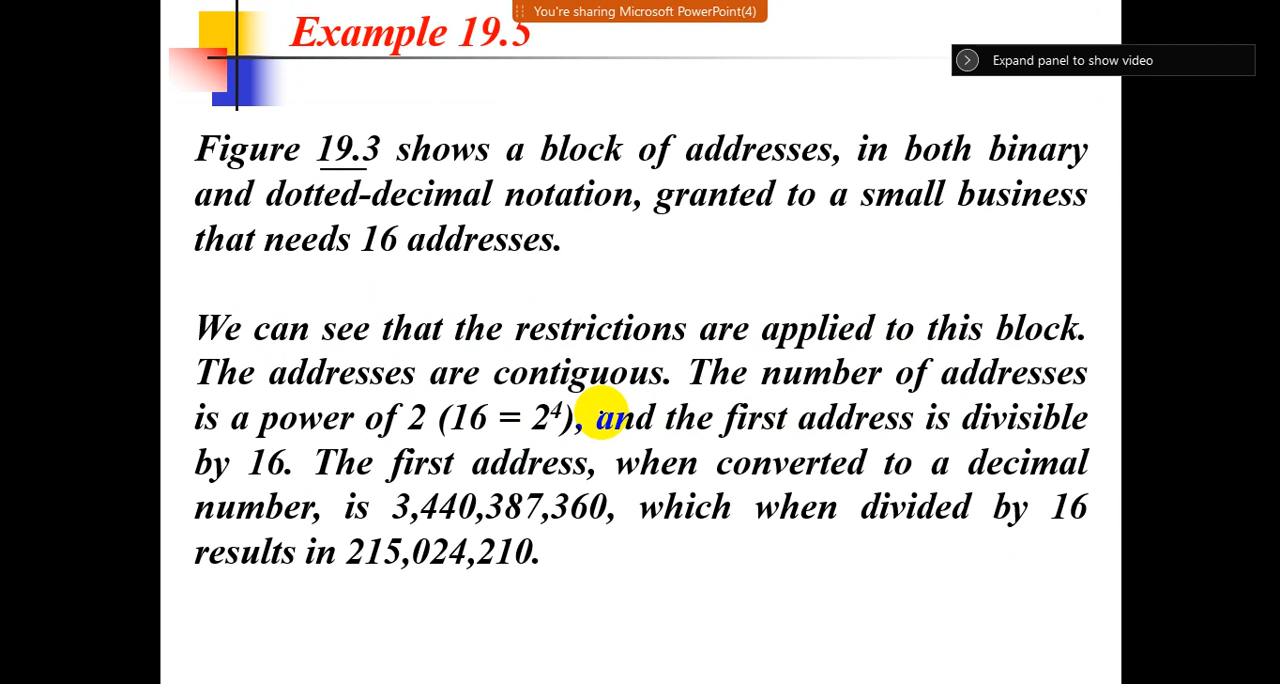 You're sharing Microsoft PowerPoint(4)
Example 19.5
Expand panel to show video
Figure 19.3 shows a block of addresses, in both binary
and dotted-decimal notation, granted to a small business
that needs 16 addresses.
We can see that the restrictions are applied to this block.
The addresses are contiguous. The number of addresses
is a power of 2 (16 = 2⁴), and the first address is divisible
by 16. The first address, when converted to a decimal
number, is 3,440,387,360, which when divided by 16
results in 215,024,210.